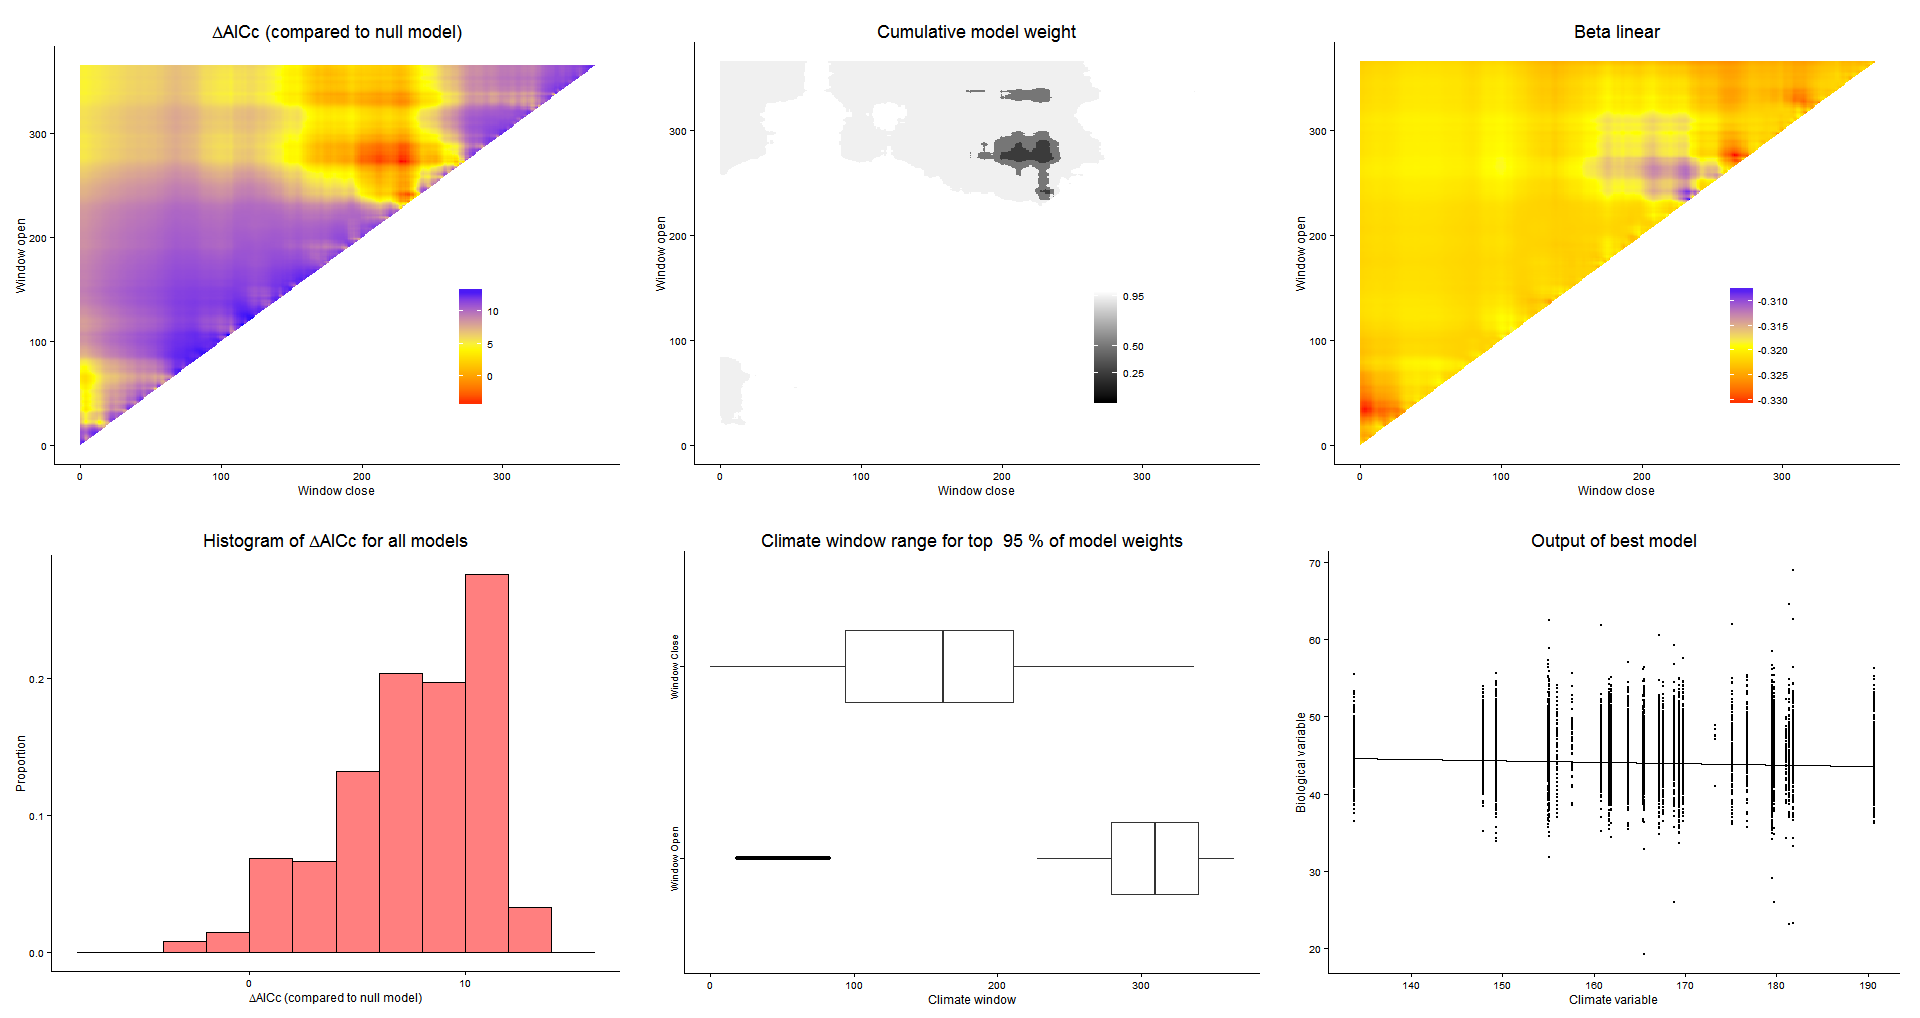 ∆AICc (compared to null model)
Window open
300
200
100
0
10
5
0
0
100
200
300
Window close
Cumulative model weight
Window open
300
200
100
0
0.95
0.50
0.25
0
100
200
300
Window close
Beta linear
Window open
300
200
100
0
-0.310
-0.315
-0.320
-0.325
-0.330
0
100
200
300
Window close
Histogram of ∆AICc for all models
Proportion
0.2
0.1
0.0
0
10
∆AICc (compared to null model)
Climate window range for top  95 % of model weights
Window Close
Window Open
0
100
200
300
Climate window
Output of best model
Biological variable
70
60
50
40
30
20
140
150
160
170
180
190
Climate variable